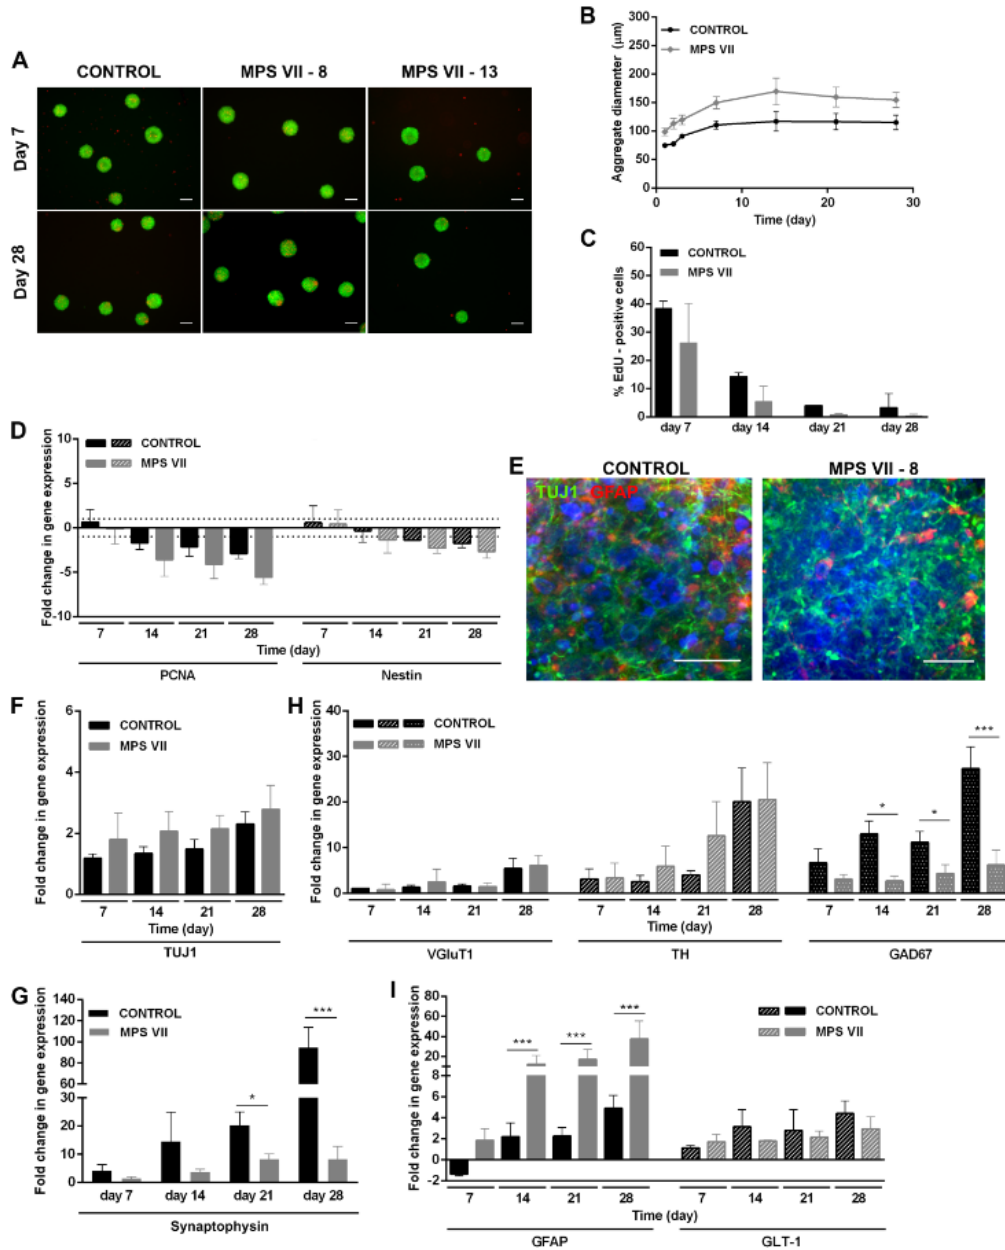 A
CONTROL
MPS VII - 8
MPS VII - 13
Day 7
Day 28
B
300
250
200
150
100
50
0
Aggregate diamenter (µm)
CONTROL
MPS VII
0
10
20
30
Time (day)
C
60
50
40
30
20
10
0
% EdU - positive cells
CONTROL
MPS VII
day 7
day 14
day 21
day 28
D
10
5
0
-5
-10
Fold change in gene expression
CONTROL
MPS VII
7
14
21
28
7
14
21
28
Time (day)
PCNA
Nestin
E
CONTROL
MPS VII - 8
TUJ1 GFAP
F
6
4
2
0
Fold change in gene expression
CONTROL
MPS VII
7
14
21
28
Time (day)
TUJ1
H
40
30
20
10
0
Fold change in gene expression
CONTROL
MPS VII
*
*
***
7
14
21
28
7
14
21
28
7
14
21
28
Time (day)
VGluT1
TH
GAD67
G
140
120
100
80
60
30
20
10
0
Fold change in gene expression
CONTROL
MPS VII
*
***
day 7
day 14
day 21
day 28
Synaptophysin
I
80
60
40
20
8
6
4
2
0
-2
Fold change in gene expression
***
***
***
CONTROL
MPS VII
7
14
21
28
7
14
21
28
Time (day)
GFAP
GLT-1